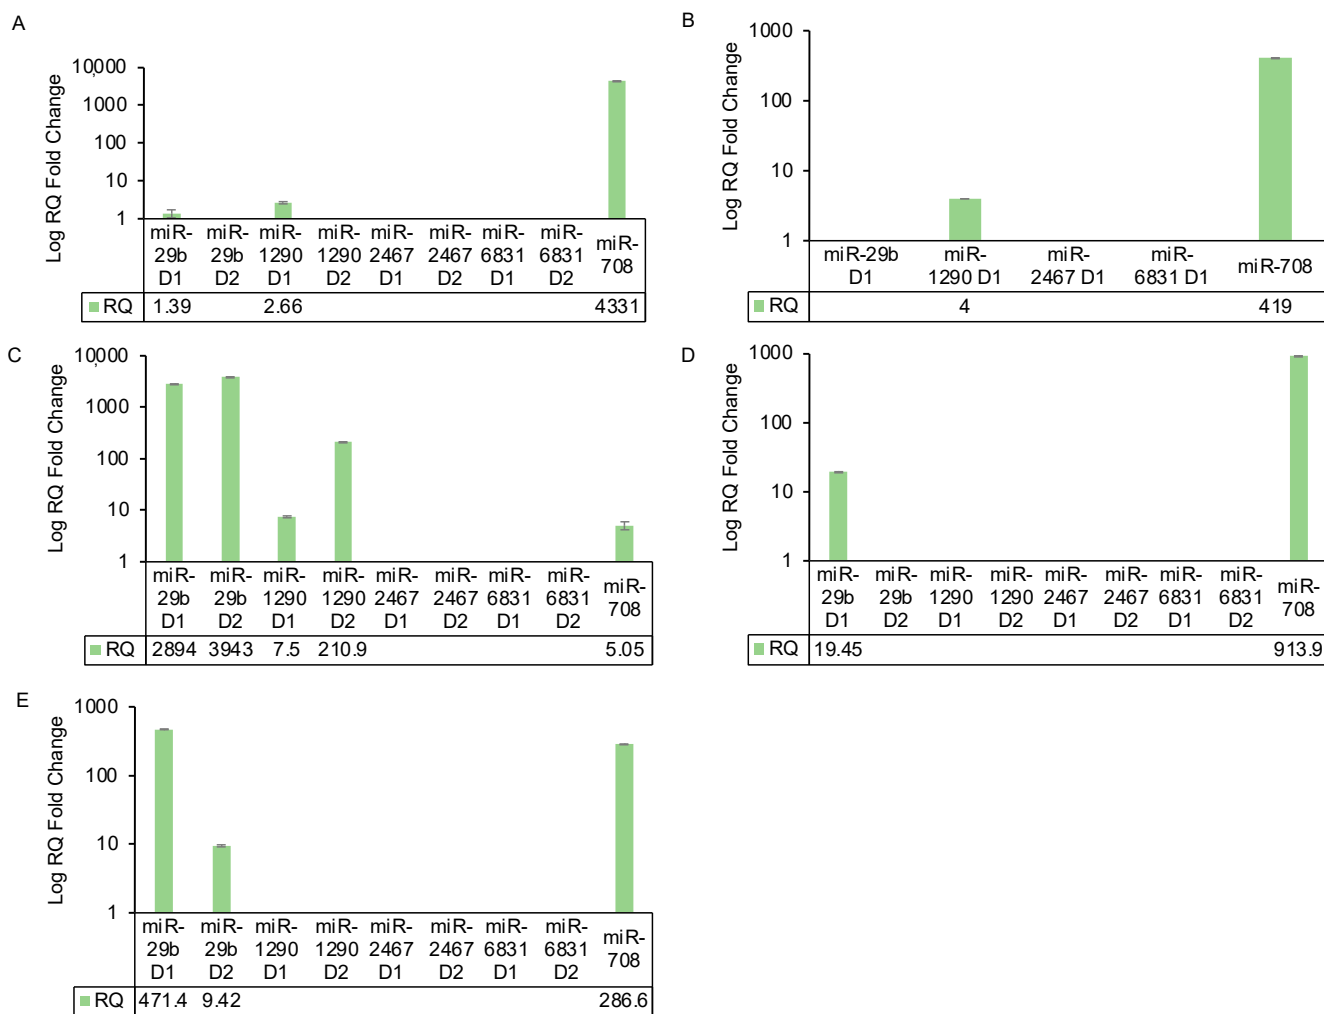 A
Log RQ Fold Change
10,000
1000
100
10
1
miR-29b D1 miR-29b D2 miR-1290 D1 miR-1290 D2 miR-2467 D1 miR-2467 D2 miR-6831 D1 miR-6831 D2 miR-708
RQ 1.39 2.66 4331
B
Log RQ Fold Change
1000
100
10
1
miR-29b D1 miR-1290 D1 miR-2467 D1 miR-6831 D1 miR-708
RQ 4 419
C
Log RQ Fold Change
10,000
1000
100
10
1
miR-29b D1 miR-29b D2 miR-1290 D1 miR-1290 D2 miR-2467 D1 miR-2467 D2 miR-6831 D1 miR-6831 D2 miR-708
RQ 2894 3943 7.5 210.9 5.05
D
Log RQ Fold Change
1000
100
10
1
miR-29b D1 miR-29b D2 miR-1290 D1 miR-1290 D2 miR-2467 D1 miR-2467 D2 miR-6831 D1 miR-6831 D2 miR-708
RQ 19.45 913.9
E
Log RQ Fold Change
1000
100
10
1
miR-29b D1 miR-29b D2 miR-1290 D1 miR-1290 D2 miR-2467 D1 miR-2467 D2 miR-6831 D1 miR-6831 D2 miR-708
RQ 471.4 9.42 286.6